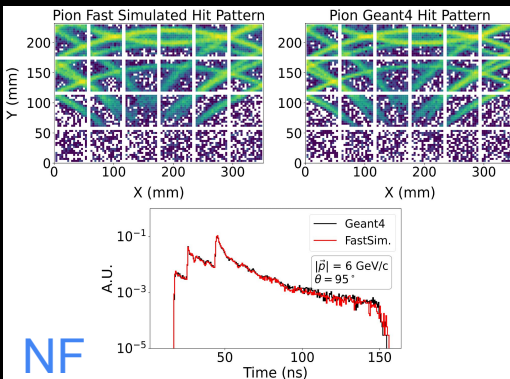 Pion Fast Simulated Hit Pattern
Pion Geant4 Hit Pattern
Y (mm)
200
150
100
50
0
0 100 200 300
X (mm)
200
150
100
50
0
0 100 200 300
X (mm)
A.U.
10⁻¹
10⁻³
10⁻⁵
Geant4
FastSim.
|p⃗| = 6 GeV/c
θ = 95°
50 100 150
Time (ns)
NF